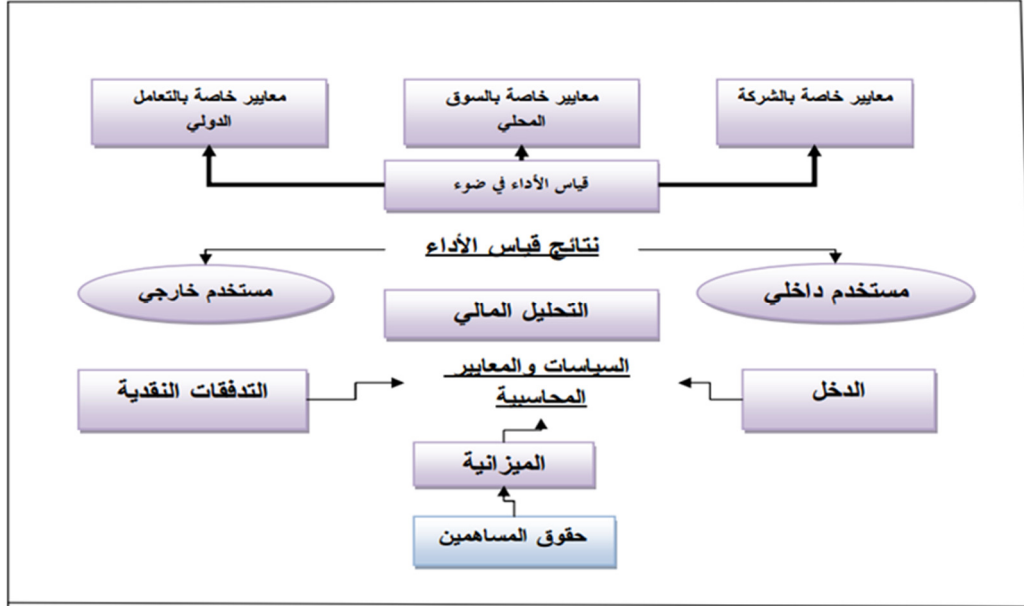 معايير خاصة بالشركة
معايير خاصة بالسوق
المحلي
معايير خاصة بالتعامل
الدولي
قياس الأداء في ضوء
نتائج قياس الأداء
مستخدم داخلي
مستخدم خارجي
التحليل المالي
السياسات والمعايير
المحاسبية
الدخل
التدفقات النقدية
الميزانية
حقوق المساهمين